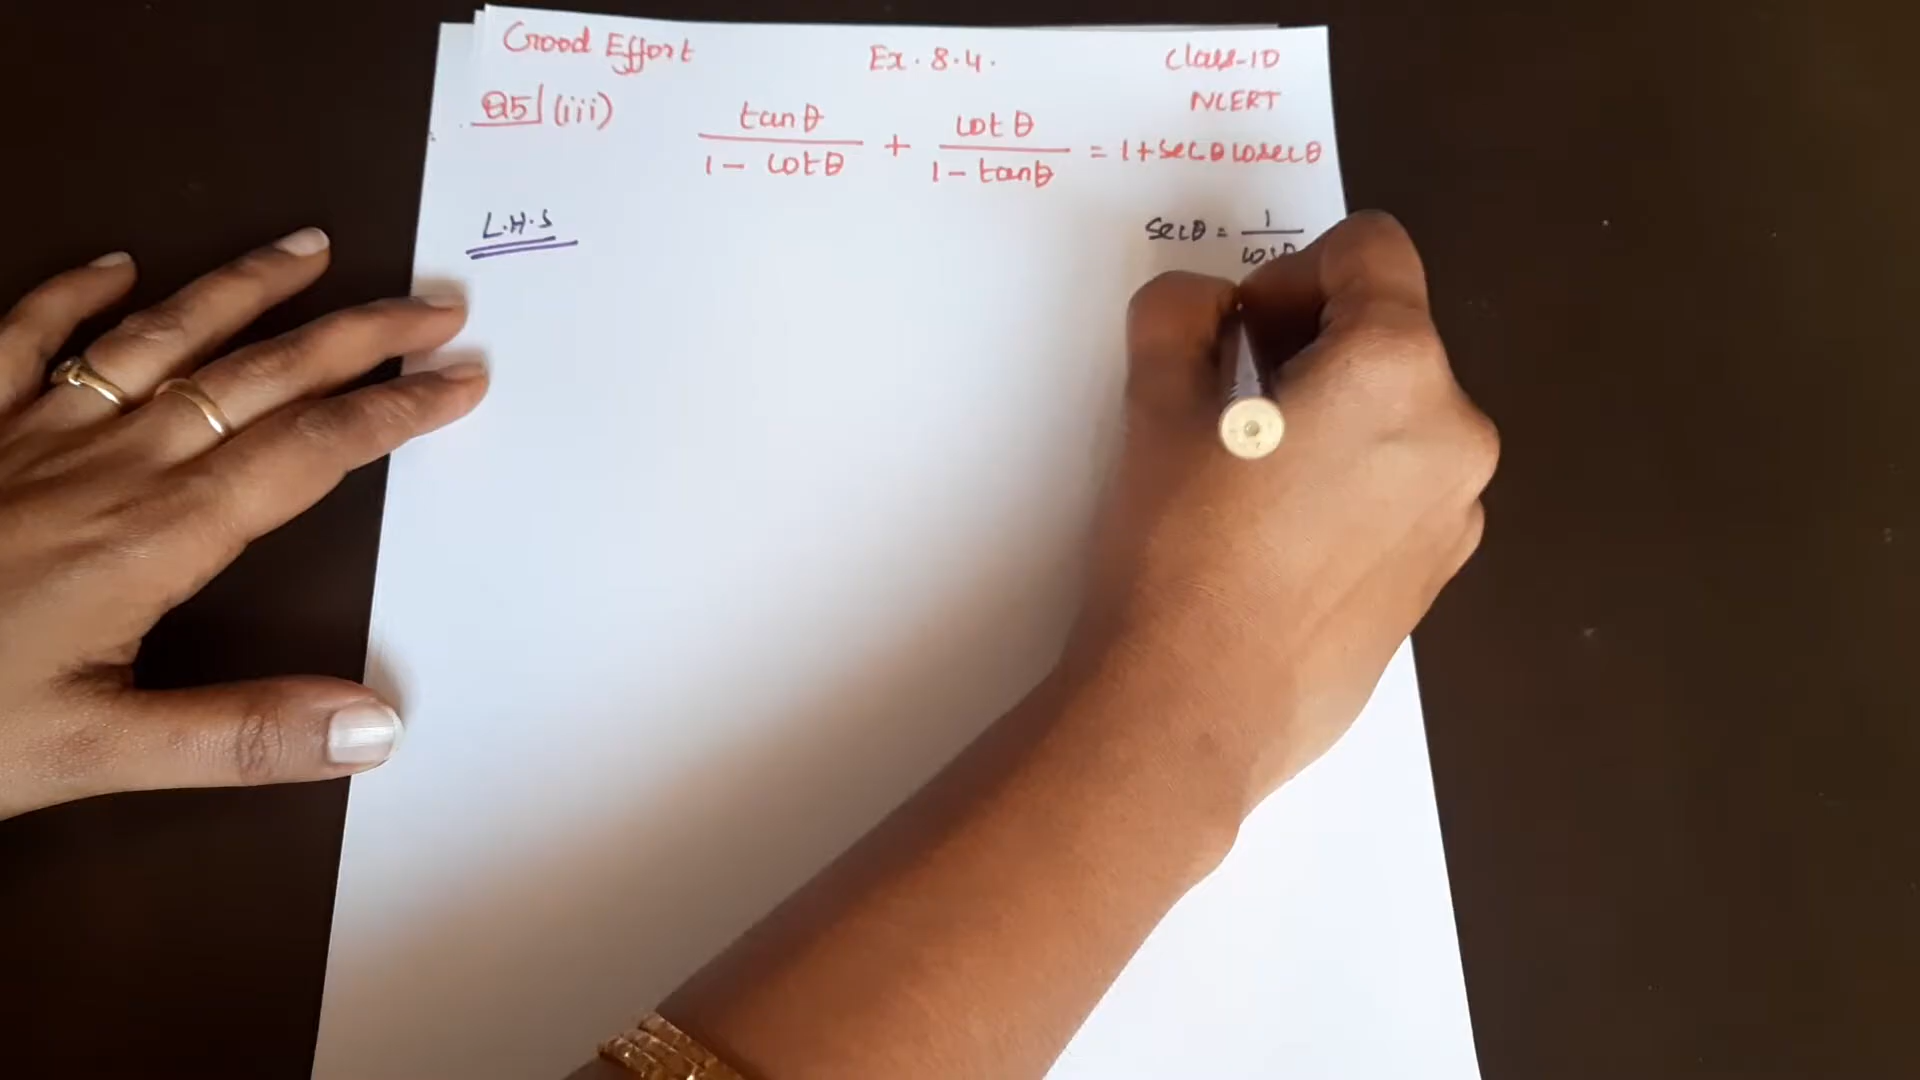 Good Effort Ex. 8.4. Class-10
NCERT
Q5 (iii) tanθ / 1 - cotθ + cotθ / 1 - tanθ = 1 + secθ cosecθ
L.H.S
secθ = 1 / cosθ